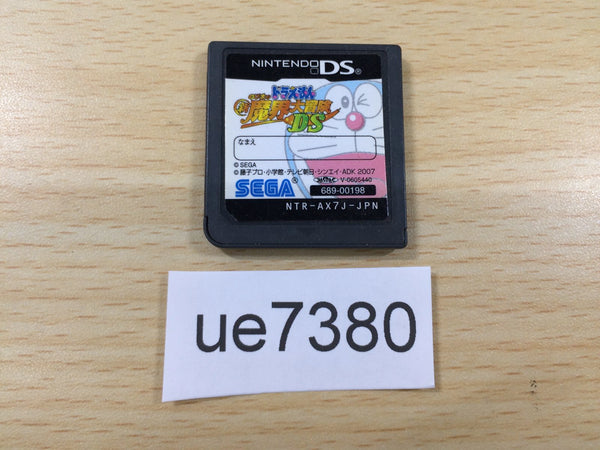 NINTENDO DS®
ドラえもん
のび太の
新魔界大冒険
DS
なまえ
© SEGA
© 藤子プロ・小学館・テレビ朝日・シンエイ・ADK 2007
V-0605440
SEGA®
689-00198
NTR-AX7J-JPN
ue7380